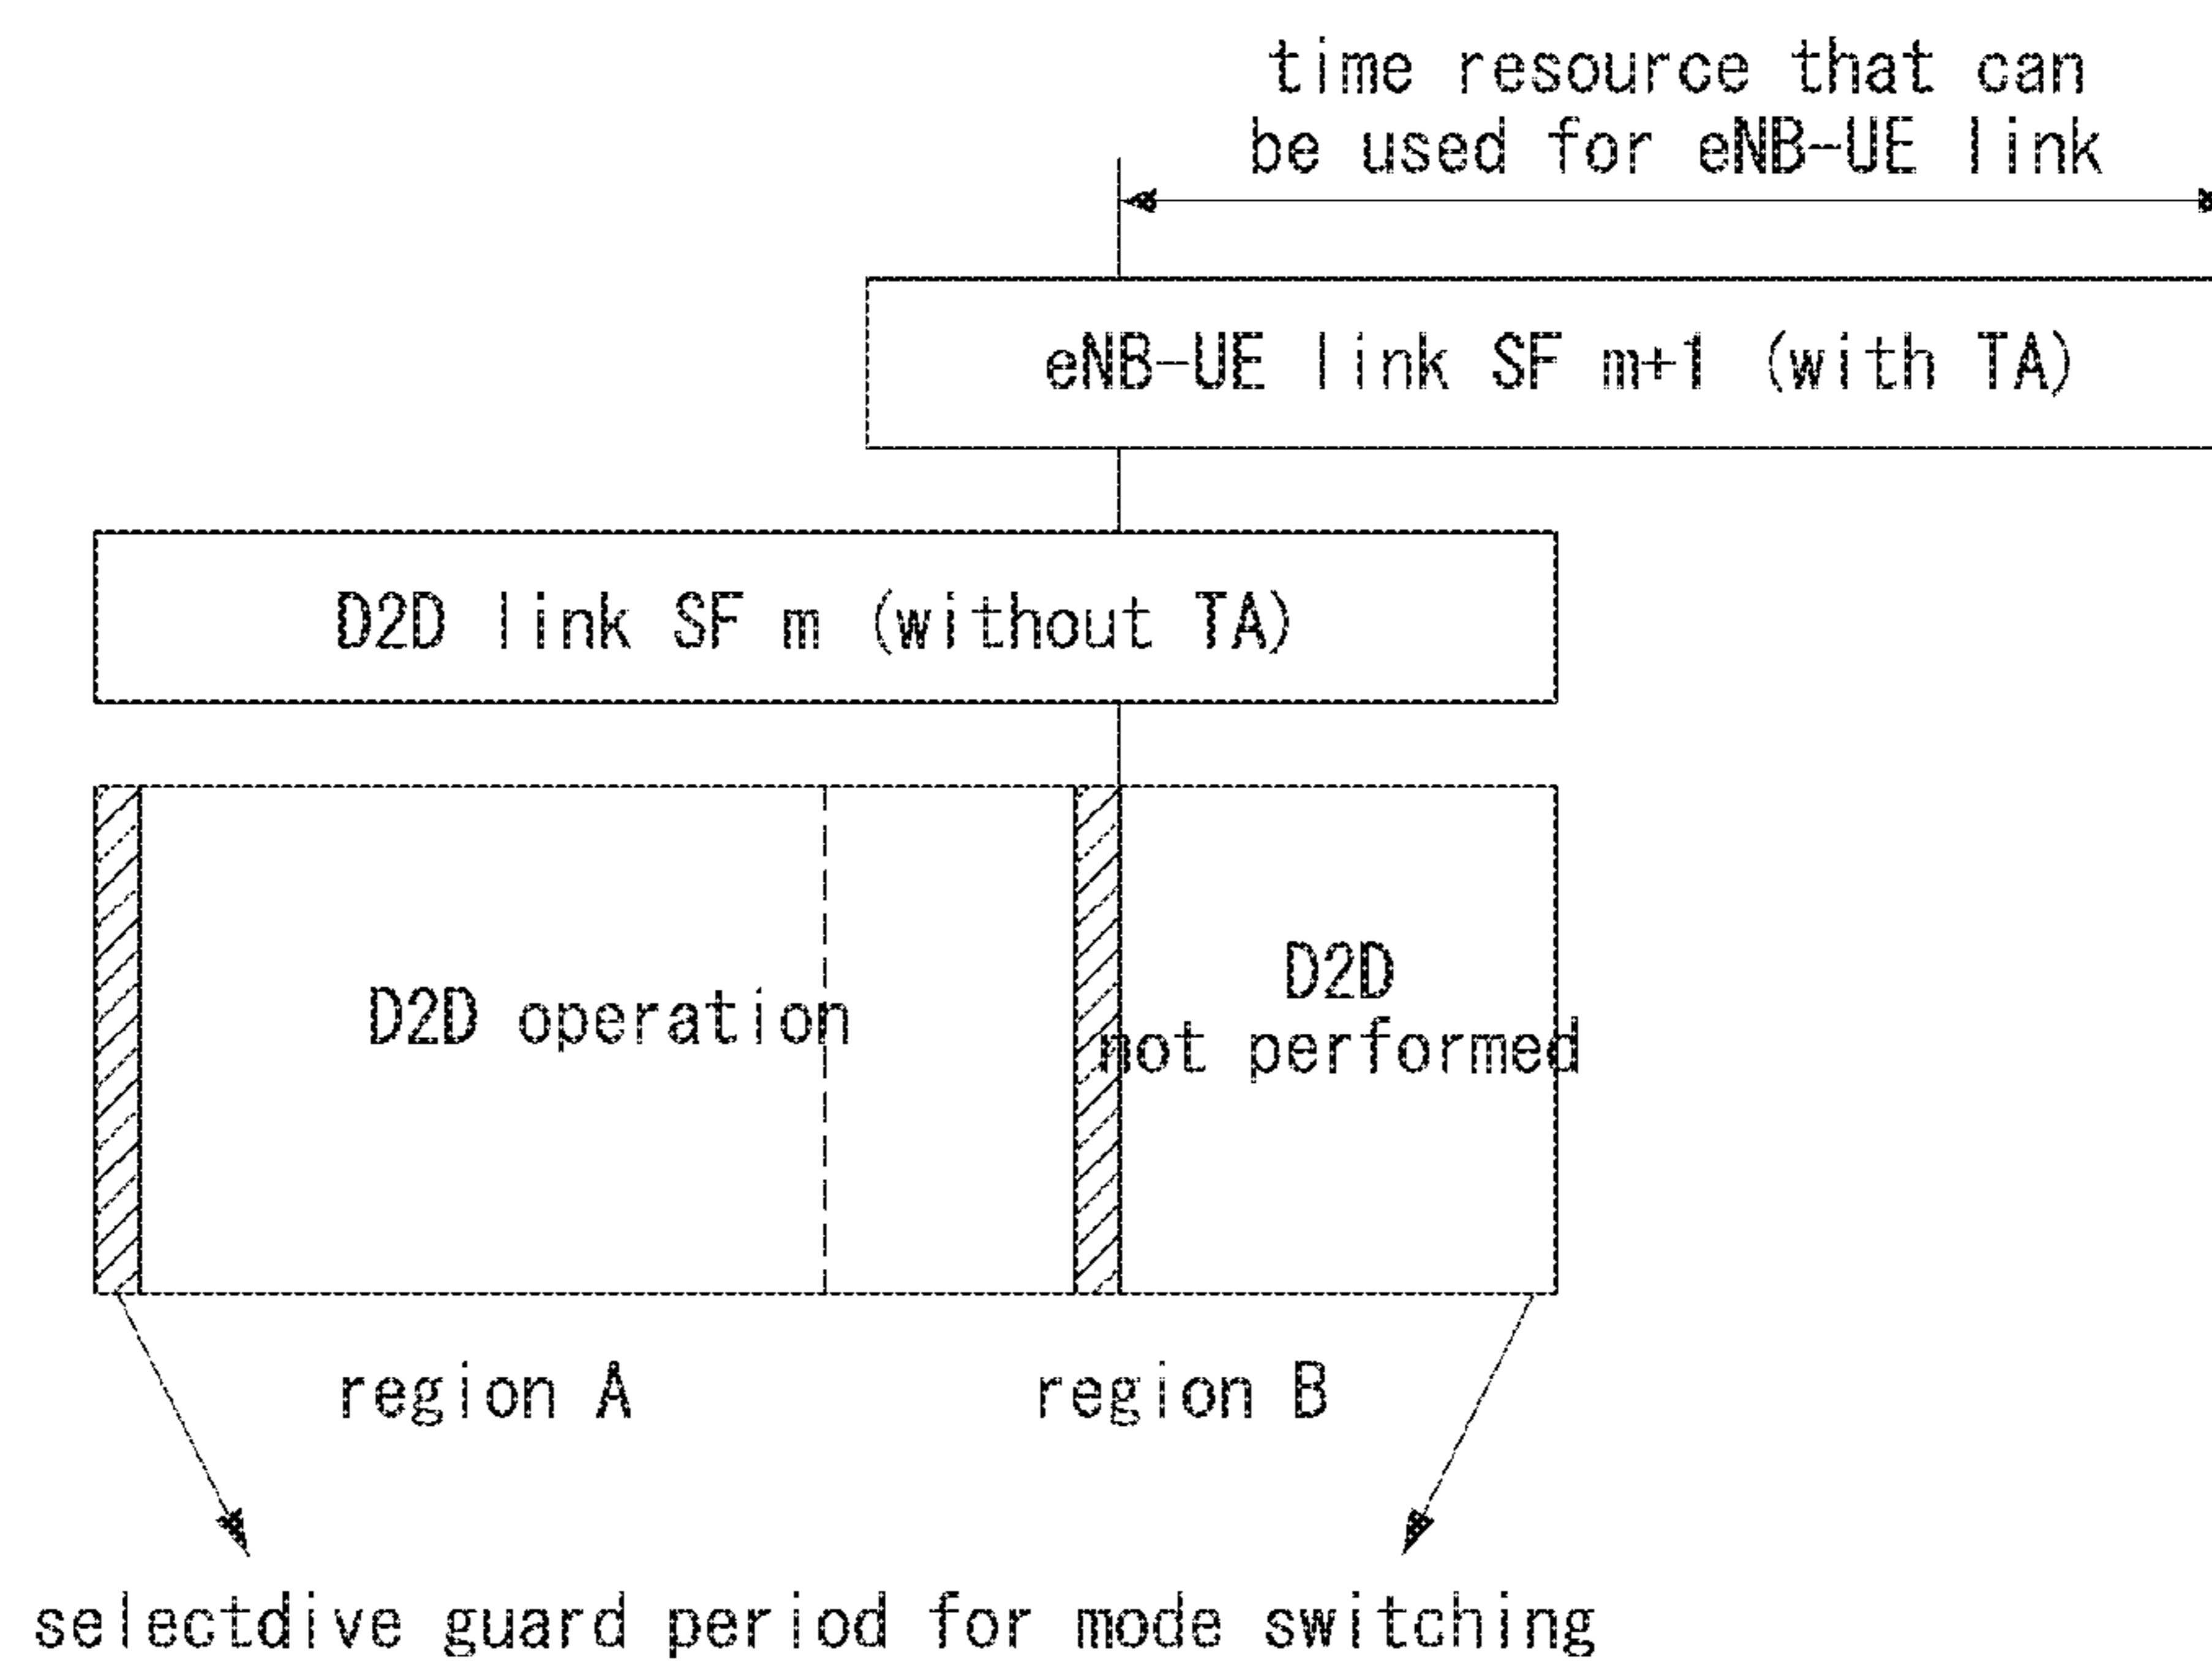 time resource that can
be used for eNB-UE link
eNB-UE link SF m+1 (with TA)
D2D link SF m (without TA)
D2D operation
D2D
not performed
region A
region B
selectdive guard period for mode switching